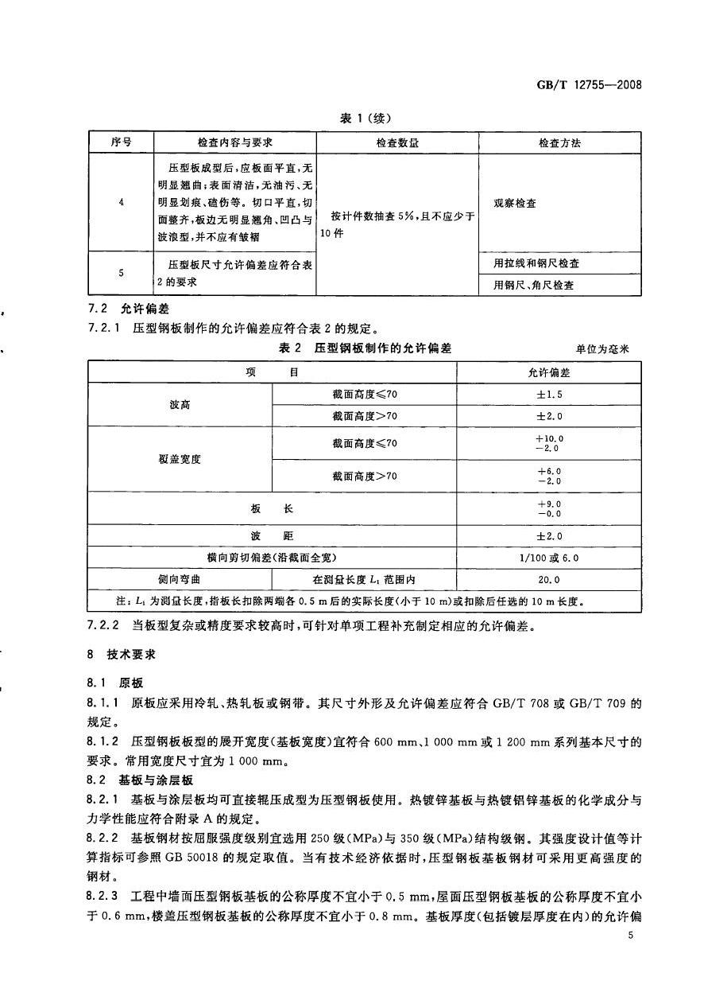 GB/T 12755—2008
表 1（续）
序号 检查内容与要求 检查数量 检查方法
4
压型板成型后,应板面平直,无
明显翘曲;表面清洁,无油污、无
明显划痕、磕伤等。切口平直,切
面整齐,板边无明显翘角、凹凸与
波浪型,并不应有皱褶
按计件数抽查 5%,且不应少于
10 件
观察检查
5
压型板尺寸允许偏差应符合表
2 的要求
用拉线和钢尺检查
用钢尺、角尺检查
7.2 允许偏差
7.2.1 压型钢板制作的允许偏差应符合表 2 的规定。
表 2 压型钢板制作的允许偏差 单位为毫米
项 目 允许偏差
波高 截面高度≤70 ±1.5
截面高度>70 ±2.0
覆盖宽度 截面高度≤70 +10.0
−2.0
截面高度>70 +6.0
−2.0
板 长 +9.0
−0.0
波 距 ±2.0
横向剪切偏差(沿截面全宽) 1/100 或 6.0
侧向弯曲 在测量长度 L₁ 范围内 20.0
注:L₁ 为测量长度,指板长扣除两端各 0.5 m 后的实际长度(小于 10 m)或扣除后任选的 10 m 长度。
7.2.2 当板型复杂或精度要求较高时,可针对单项工程补充制定相应的允许偏差。
8 技术要求
8.1 原板
8.1.1 原板应采用冷轧、热轧板或钢带。其尺寸外形及允许偏差应符合 GB/T 708 或 GB/T 709 的
规定。
8.1.2 压型钢板板型的展开宽度(基板宽度)宜符合 600 mm、1 000 mm 或 1 200 mm 系列基本尺寸的
要求。常用宽度尺寸宜为 1 000 mm。
8.2 基板与涂层板
8.2.1 基板与涂层板均可直接辊压成型为压型钢板使用。热镀锌基板与热镀铝锌基板的化学成分与
力学性能应符合附录 A 的规定。
8.2.2 基板钢材按屈服强度级别宜选用 250 级(MPa)与 350 级(MPa)结构级钢。其强度设计值等计
算指标可参照 GB 50018 的规定取值。当有技术经济依据时,压型钢板基板钢材可采用更高强度的
钢材。
8.2.3 工程中墙面压型钢板基板的公称厚度不宜小于 0.5 mm,屋面压型钢板基板的公称厚度不宜小
于 0.6 mm,楼盖压型钢板基板的公称厚度不宜小于 0.8 mm。基板厚度(包括镀层厚度在内)的允许偏
5